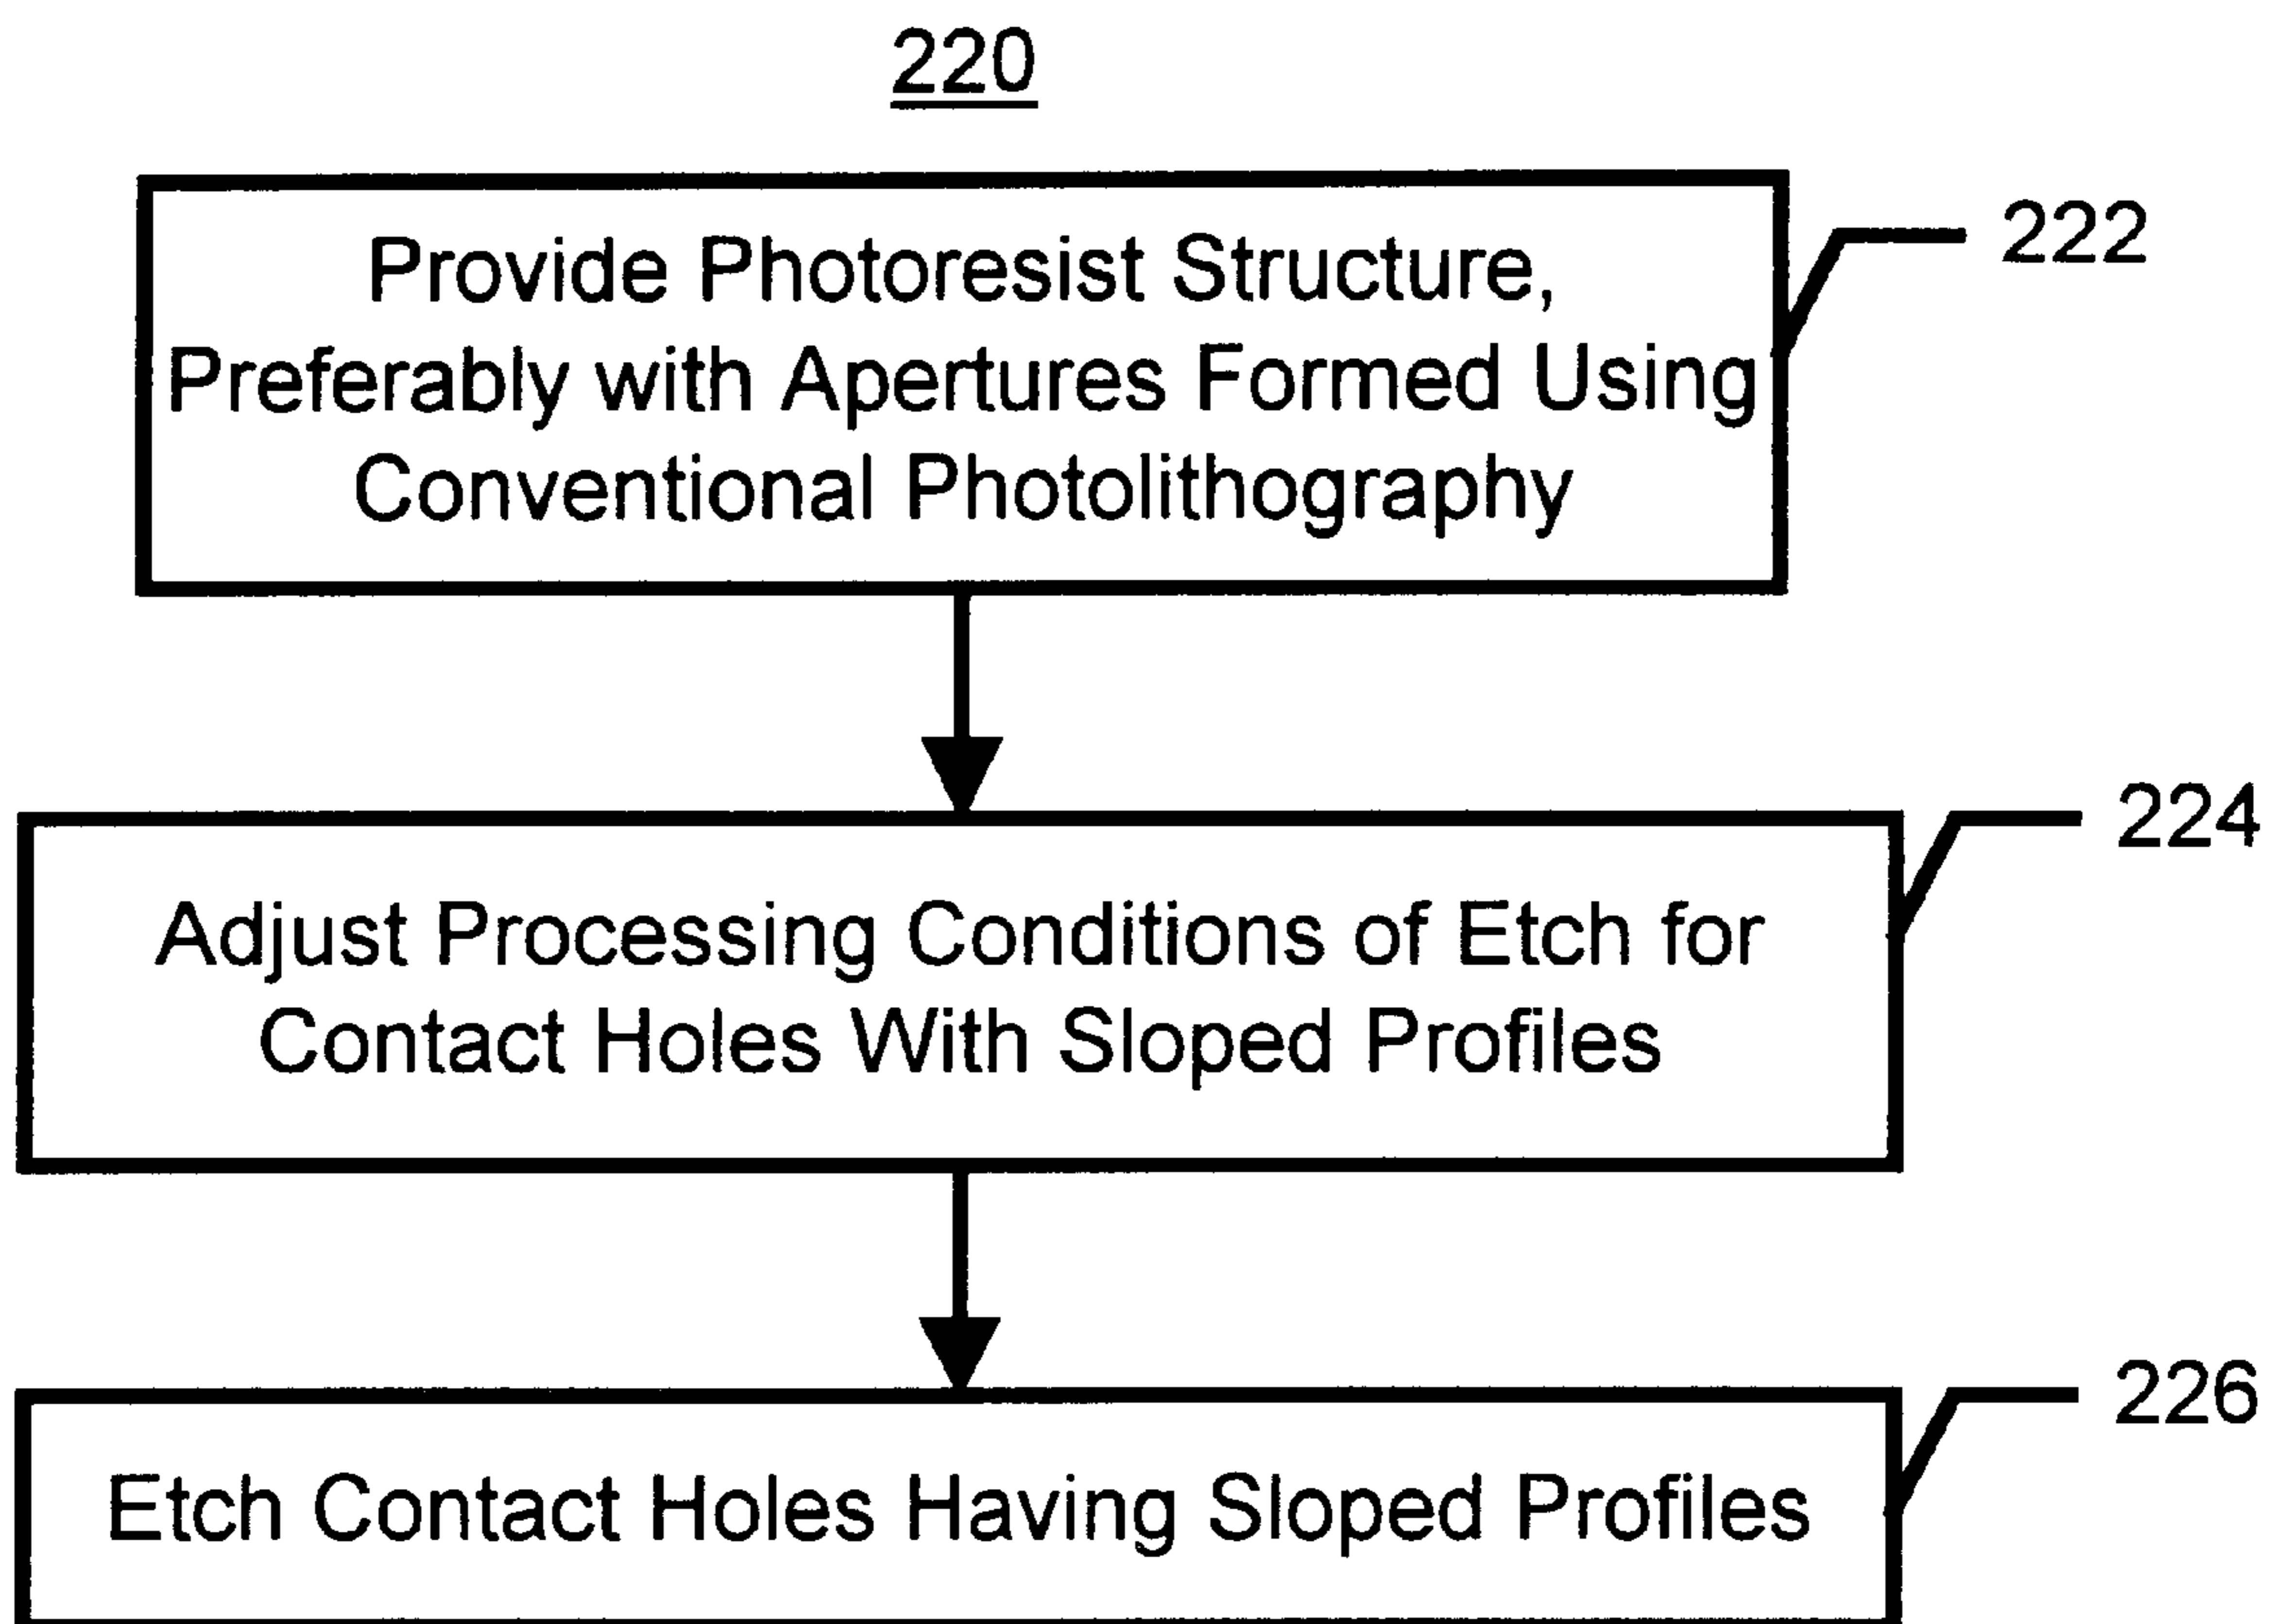 220
Provide Photoresist Structure,
222
Preferably with Apertures Formed Using
Conventional Photolithography
224
Adjust Processing Conditions of Etch for
Contact Holes With Sloped Profiles
226
Etch Contact Holes Having Sloped Profiles